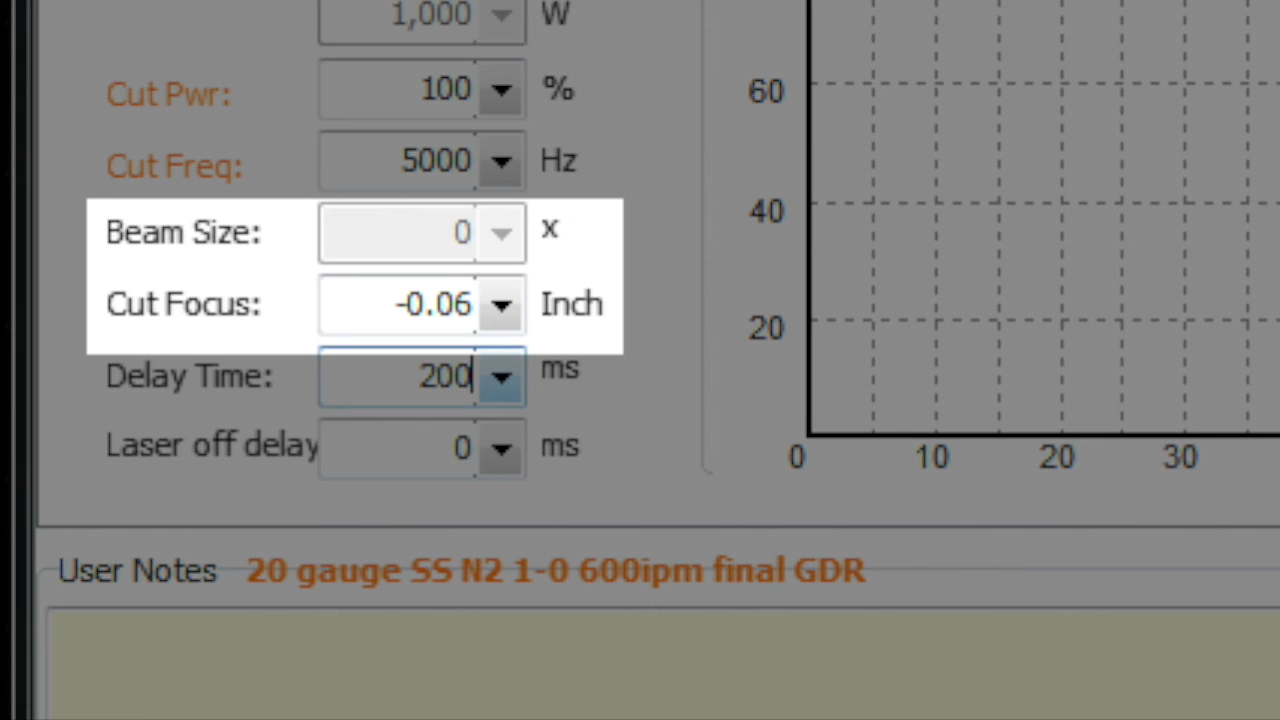 1,000 W
Cut Pwr: 100 %
Cut Freq: 5000 Hz
Beam Size: 0 x
Cut Focus: -0.06 Inch
Delay Time: 200 ms
Laser off delay 0 ms
60
40
20
0 10 20 30
User Notes 20 gauge SS N2 1-0 600ipm final GDR